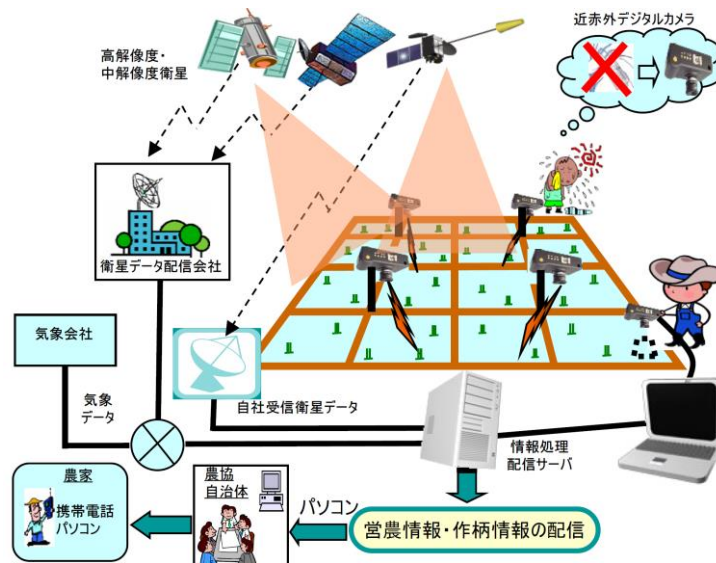 近赤外デジタルカメラ
高解像度・
中解像度衛星
衛星データ配信会社
気象会社
気象
データ
自社受信衛星データ
情報処理
配信サーバ
農家
携帯電話
パソコン
農協
自治体
パソコン
営農情報・作柄情報の配信